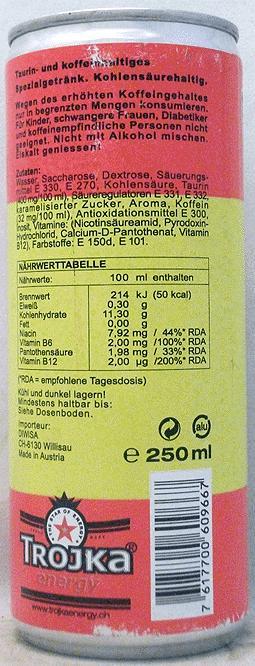 Taurin- und koffeinhaltiges
Spezialgetränk. Kohlensäurehaltig.
Wegen des erhöhten Koffeingehaltes
nur in begrenzten Mengen konsumieren.
Für Kinder, schwangere Frauen, Diabetiker
und koffeinempfindliche Personen nicht
geeignet. Nicht mit Alkohol mischen.
Eiskalt geniessen!
Zutaten:
Wasser, Saccharose, Dextrose, Säuerungs-
mittel E 330, E 270, Kohlensäure, Taurin
400 mg/100 ml), Säureregulatoren E 331, E 332,
karamelisierter Zucker, Aroma, Koffein
(32 mg/100 ml), Antioxidationsmittel E 300,
Inosit, Vitamine: (Nicotinsäureamid, Pyrodoxin-
Hydrochlorid, Calcium-D-Pantothenat, Vitamin
B12), Farbstoffe: E 150d, E 101.
NÄHRWERTTABELLE
Nährwerte: 100 ml enthalten
Brennwert 214 kJ (50 kcal)
Eiweiß 0,30 g
Kohlenhydrate 11,30 g
Fett 0,00 g
Niacin 7,92 mg / 44%* RDA
Vitamin B6 2,00 mg /100%* RDA
Pantothensäure 1,98 mg / 33%* RDA
Vitamin B12 2,00 µg /200%* RDA
(*RDA = empfohlene Tagesdosis)
Kühl und dunkel lagern!
Mindestens haltbar bis:
Siehe Dosenboden.
Importeur:
DIWISA
CH-6130 Willisau
Made in Austria
alu
e 250 ml
STAR OF ENERGY
TROJKA®
energy
www.trojkaenergy.ch
7 617700 609667